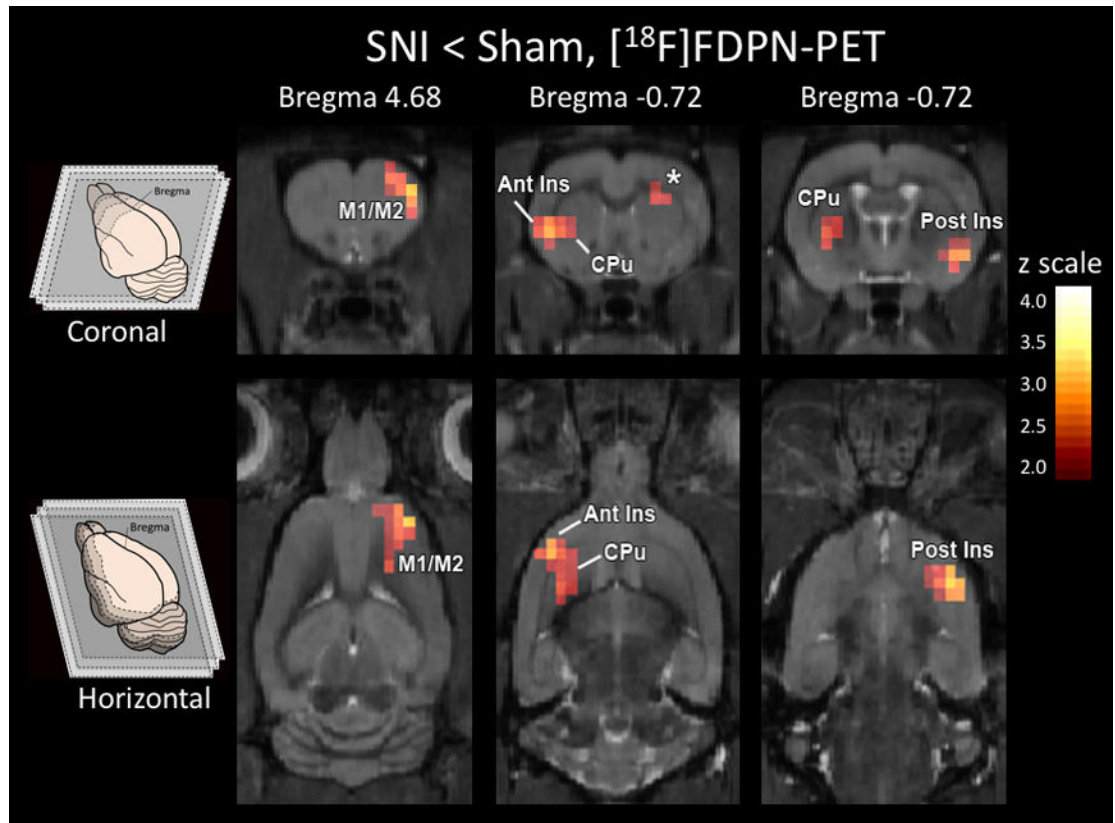 SNI < Sham, [¹⁸F]FDPN-PET
Bregma 4.68
Bregma -0.72
Bregma -0.72
Bregma
Coronal
M1/M2
Ant Ins
*
CPu
CPu
Post Ins
z scale
4.0
3.5
3.0
2.5
2.0
Bregma
Horizontal
M1/M2
Ant Ins
CPu
Post Ins